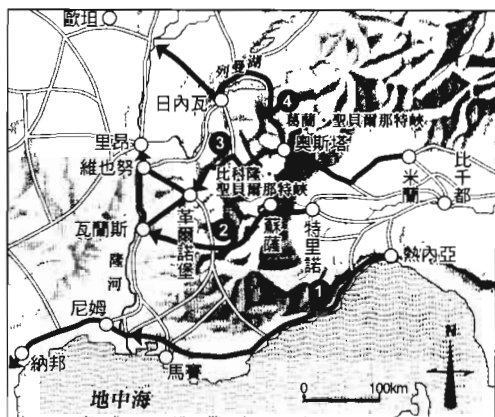 歐坦
列曼湖
日內瓦
4
葛蘭・聖貝爾那特峽
里昂
3
奧斯塔
維也努
比科隆・
聖貝爾那特峽
米蘭
比千都
瓦蘭斯
革爾諾堡
2
蘇薩
特里諾
熱內亞
隆河
1
尼姆
納邦
馬賽
地中海
N
0 100km